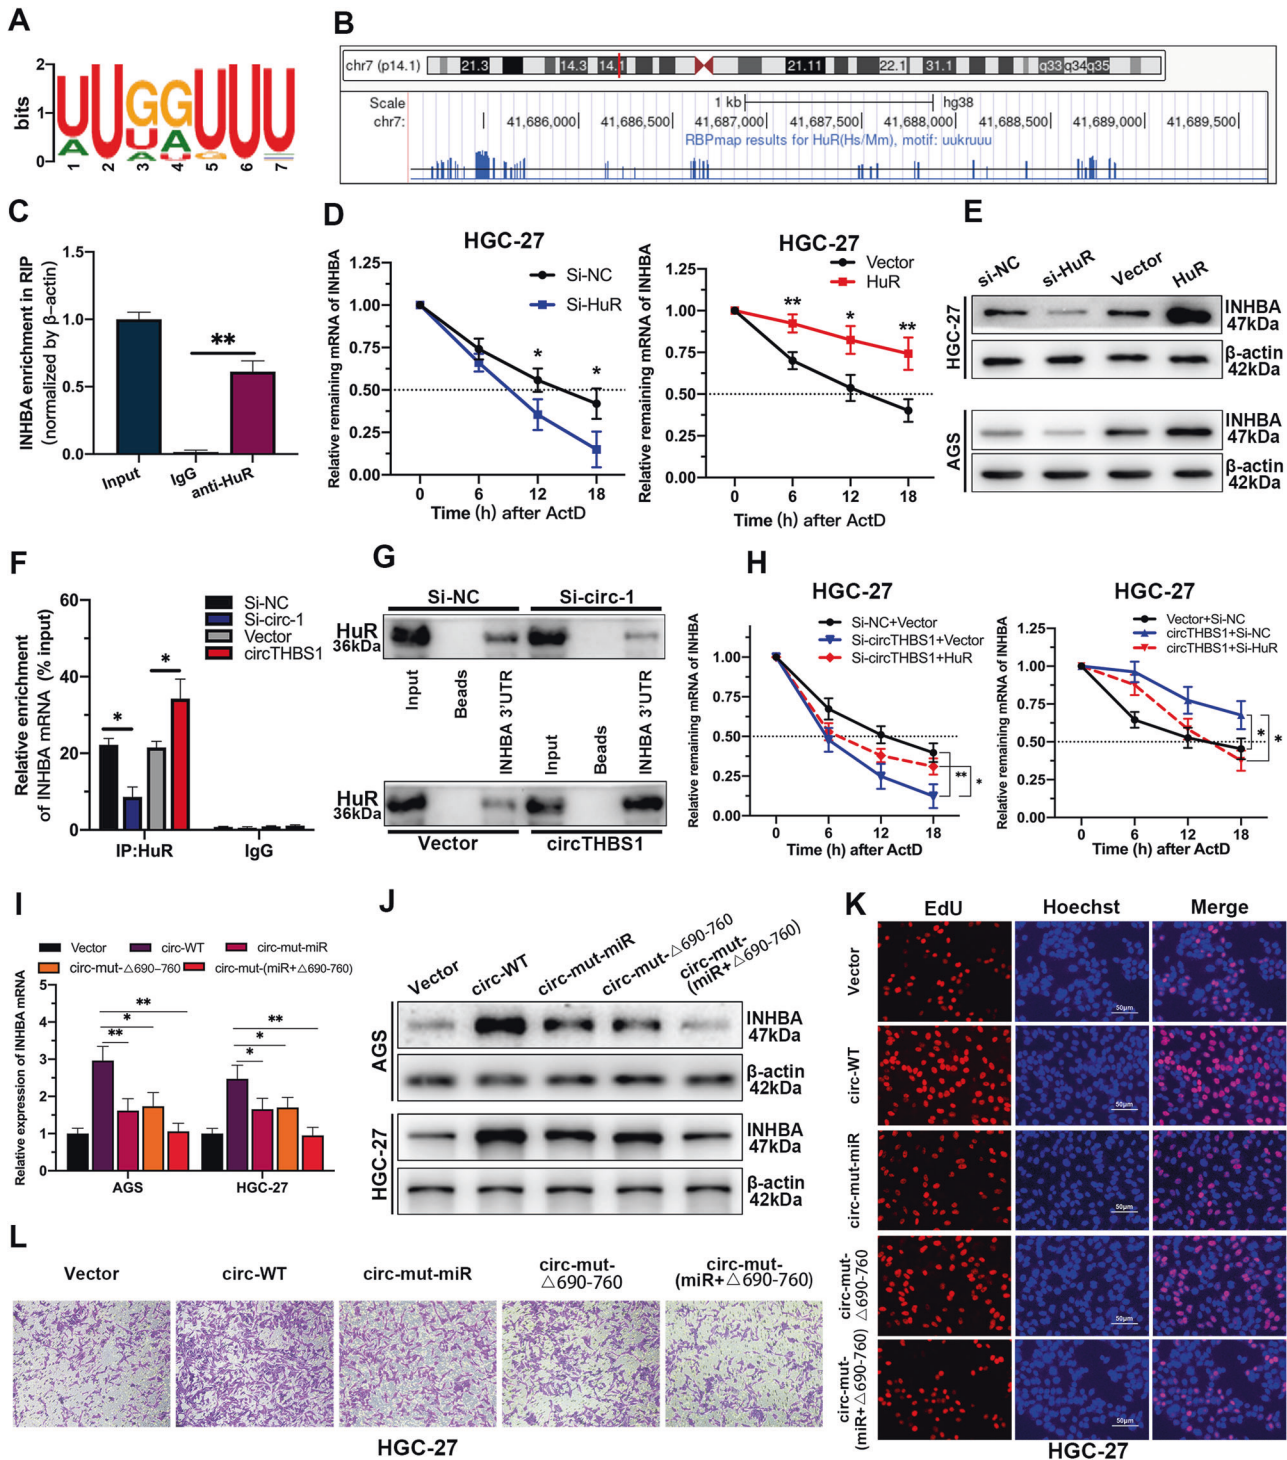 A
2
1
0
bits
UUGGUUU
A U A G
A U
1 2 3 4 5 6 7
B
chr7 (p14.1)
21.3 14.3 14.1 21.11 22.1 31.1 q33 q34 q35
Scale 1 kb hg38
chr7: 41,686,000 41,686,500 41,687,000 41,687,500 41,688,000 41,688,500 41,689,000 41,689,500
RBPmap results for HuR(Hs/Mm), motif: uukruuu
C
INHBA enrichment in RIP
(normalized by β-actin)
1.5
1.0
0.5
0.0
**
Input IgG anti-HuR
D
HGC-27
Relative remaining mRNA of INHBA
1.25
1.00
0.75
0.50
0.25
0.00
Si-NC
Si-HuR
* *
0 6 12 18
Time (h) after ActD
HGC-27
Relative remaining mRNA of INHBA
1.25
1.00
0.75
0.50
0.25
0.00
Vector
HuR
** * **
0 6 12 18
Time (h) after ActD
E
si-NC si-HuR Vector HuR
HGC-27
INHBA
47kDa
β-actin
42kDa
AGS
INHBA
47kDa
β-actin
42kDa
F
Relative enrichment
of INHBA mRNA (% input)
60
40
20
0
Si-NC
Si-circ-1
Vector
circTHBS1
* *
IP:HuR IgG
G
Si-NC Si-circ-1
HuR
36kDa
Input Beads INHBA 3'UTR Input Beads INHBA 3'UTR
HuR
36kDa
Vector circTHBS1
H
HGC-27
Relative remaining mRNA of INHBA
1.00
0.75
0.50
0.25
0.00
Si-NC+Vector
Si-circTHBS1+Vector
Si-circTHBS1+HuR
** *
0 6 12 18
Time (h) after ActD
HGC-27
Relative remaining mRNA of INHBA
1.25
1.00
0.75
0.50
0.25
0.00
Vector+Si-NC
circTHBS1+Si-NC
circTHBS1+Si-HuR
* *
0 6 12 18
Time (h) after ActD
I
Vector circ-WT circ-mut-miR
circ-mut-△690-760 circ-mut-(miR+△690-760)
Relative expression of INHBA mRNA
5
4
3
2
1
0
** * **
* * **
AGS HGC-27
J
Vector circ-WT circ-mut-miR circ-mut-△690-760 circ-mut-
(miR+△690-760)
AGS
INHBA
47kDa
β-actin
42kDa
HGC-27
INHBA
47kDa
β-actin
42kDa
K
EdU Hoechst Merge
Vector
50μm 50μm
circ-WT
50μm 50μm
circ-mut-miR
50μm 50μm
circ-mut-
△690-760
50μm 50μm
circ-mut-
(miR+△690-760)
50μm 50μm
HGC-27
L
Vector circ-WT circ-mut-miR circ-mut-
△690-760 circ-mut-
(miR+△690-760)
HGC-27